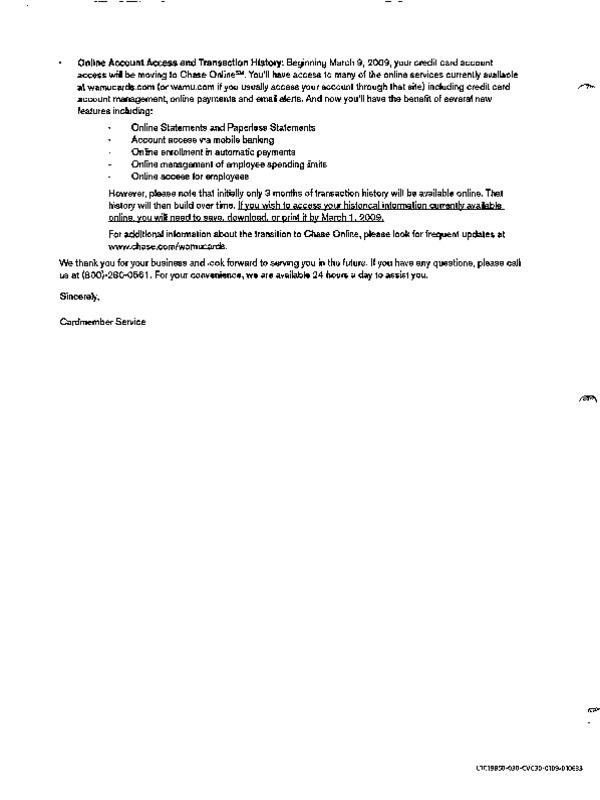 • Online Account Access and Transaction History: Beginning March 9, 2009, your credit card account
access will be moving to Chase Online℠. You'll have access to many of the online services currently available
at wamucards.com (or wamu.com if you usually access your account through that site) including credit card
account management, online payments and email alerts. And now you'll have the benefit of several new
features including:
- Online Statements and Paperless Statements
- Account access via mobile banking
- Online enrollment in automatic payments
- Online management of employee spending limits
- Online access for employees
However, please note that initially only 3 months of transaction history will be available online. That
history will then build over time. If you wish to access your historical information currently available
online, you will need to save, download, or print it by March 1, 2009.
For additional information about the transition to Chase Online, please look for frequent updates at
www.chase.com/wamucards.
We thank you for your business and look forward to serving you in the future. If you have any questions, please call
us at (800)-260-0561. For your convenience, we are available 24 hours a day to assist you.
Sincerely,
Cardmember Service